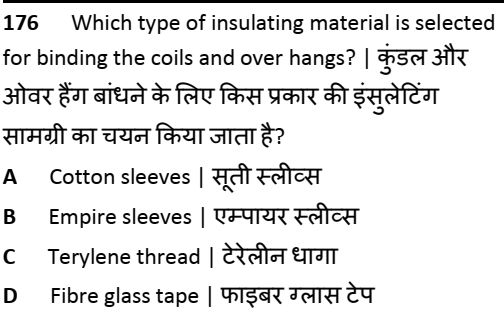 176 Which type of insulating material is selected
for binding the coils and over hangs? | कुंडल और
ओवर हैंग बांधने के लिए किस प्रकार की इंसुलेटिंग
सामग्री का चयन किया जाता है?
A Cotton sleeves | सूती स्लीव्स
B Empire sleeves | एम्पायर स्लीव्स
C Terylene thread | टेरेलीन धागा
D Fibre glass tape | फाइबर ग्लास टेप